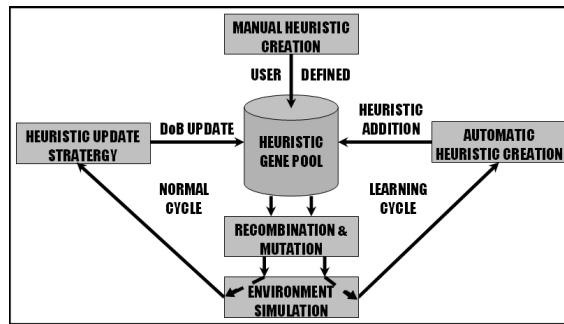 MANUAL HEURISTIC
CREATION
USER DEFINED
HEURISTIC UPDATE
STRATERGY
DoB UPDATE
HEURISTIC
GENE POOL
HEURISTIC
ADDITION
AUTOMATIC
HEURISTIC CREATION
NORMAL
CYCLE
LEARNING
CYCLE
RECOMBINATION &
MUTATION
ENVIRONMENT
SIMULATION